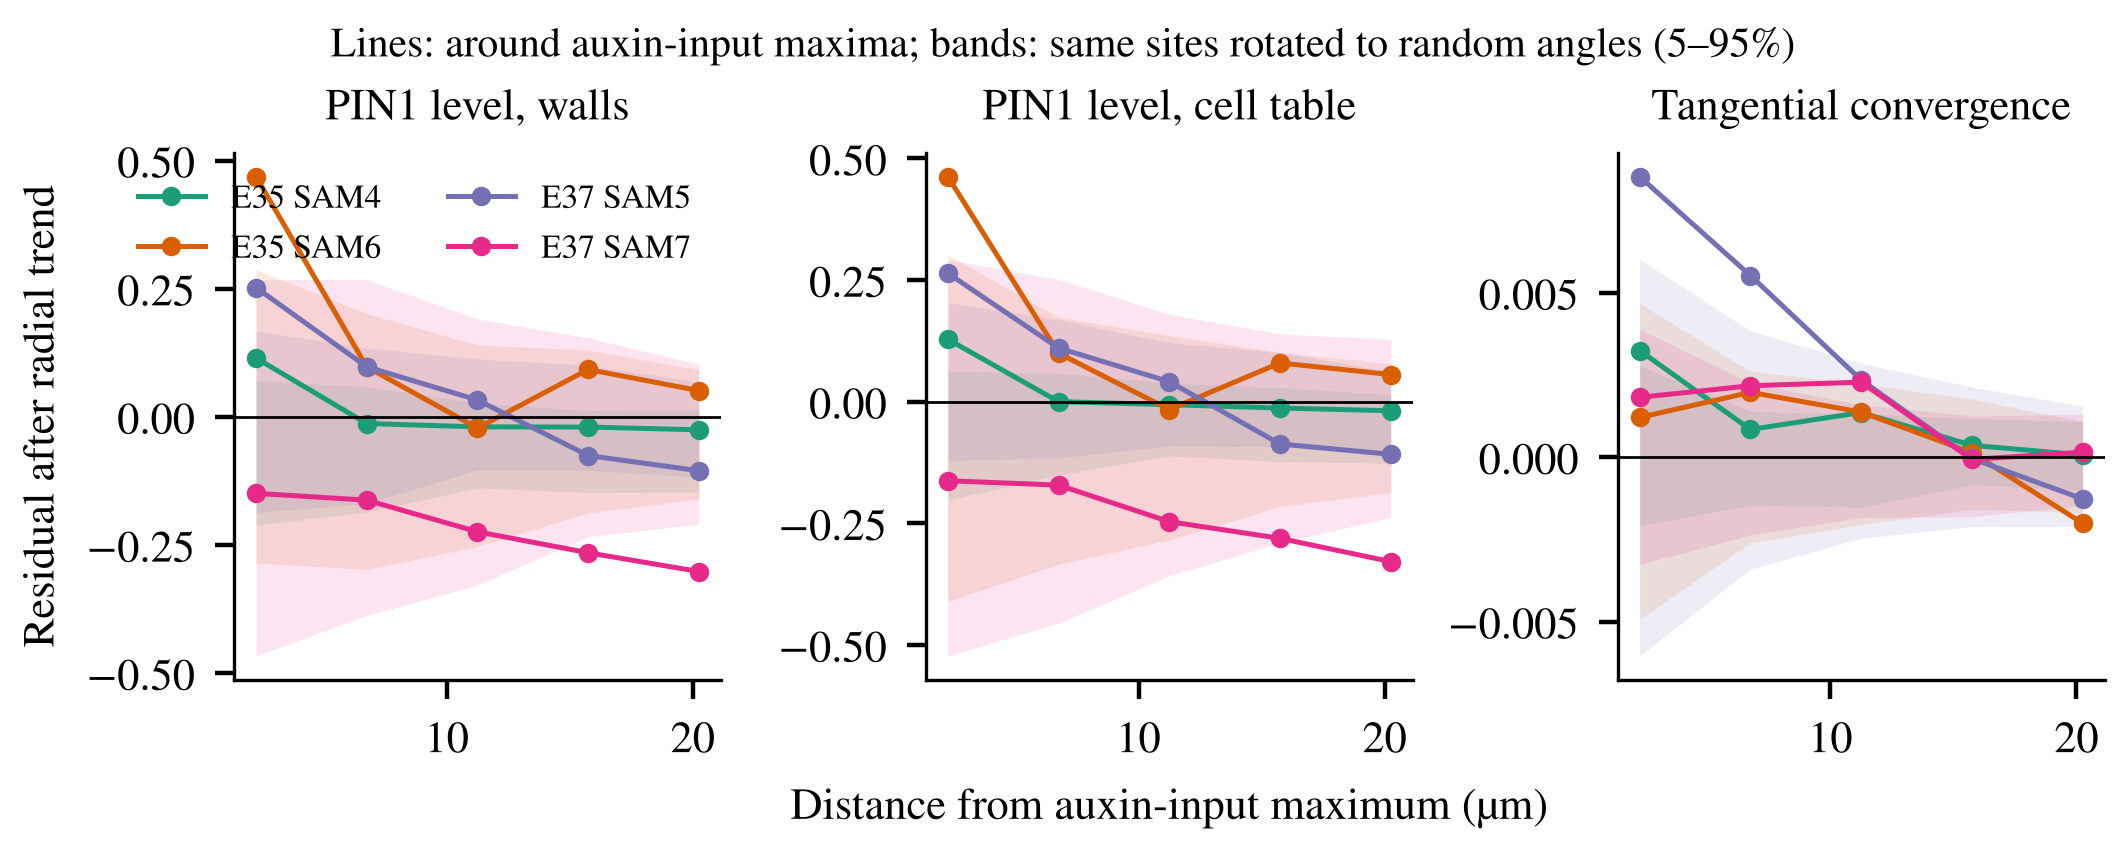 Lines: around auxin-input maxima; bands: same sites rotated to random angles (5–95%)
PIN1 level, walls
PIN1 level, cell table
Tangential convergence
Residual after radial trend
0.50
0.25
0.00
−0.25
−0.50
E35 SAM4
E35 SAM6
E37 SAM5
E37 SAM7
10
20
0.50
0.25
0.00
−0.25
−0.50
10
20
0.005
0.000
−0.005
10
20
Distance from auxin-input maximum (μm)